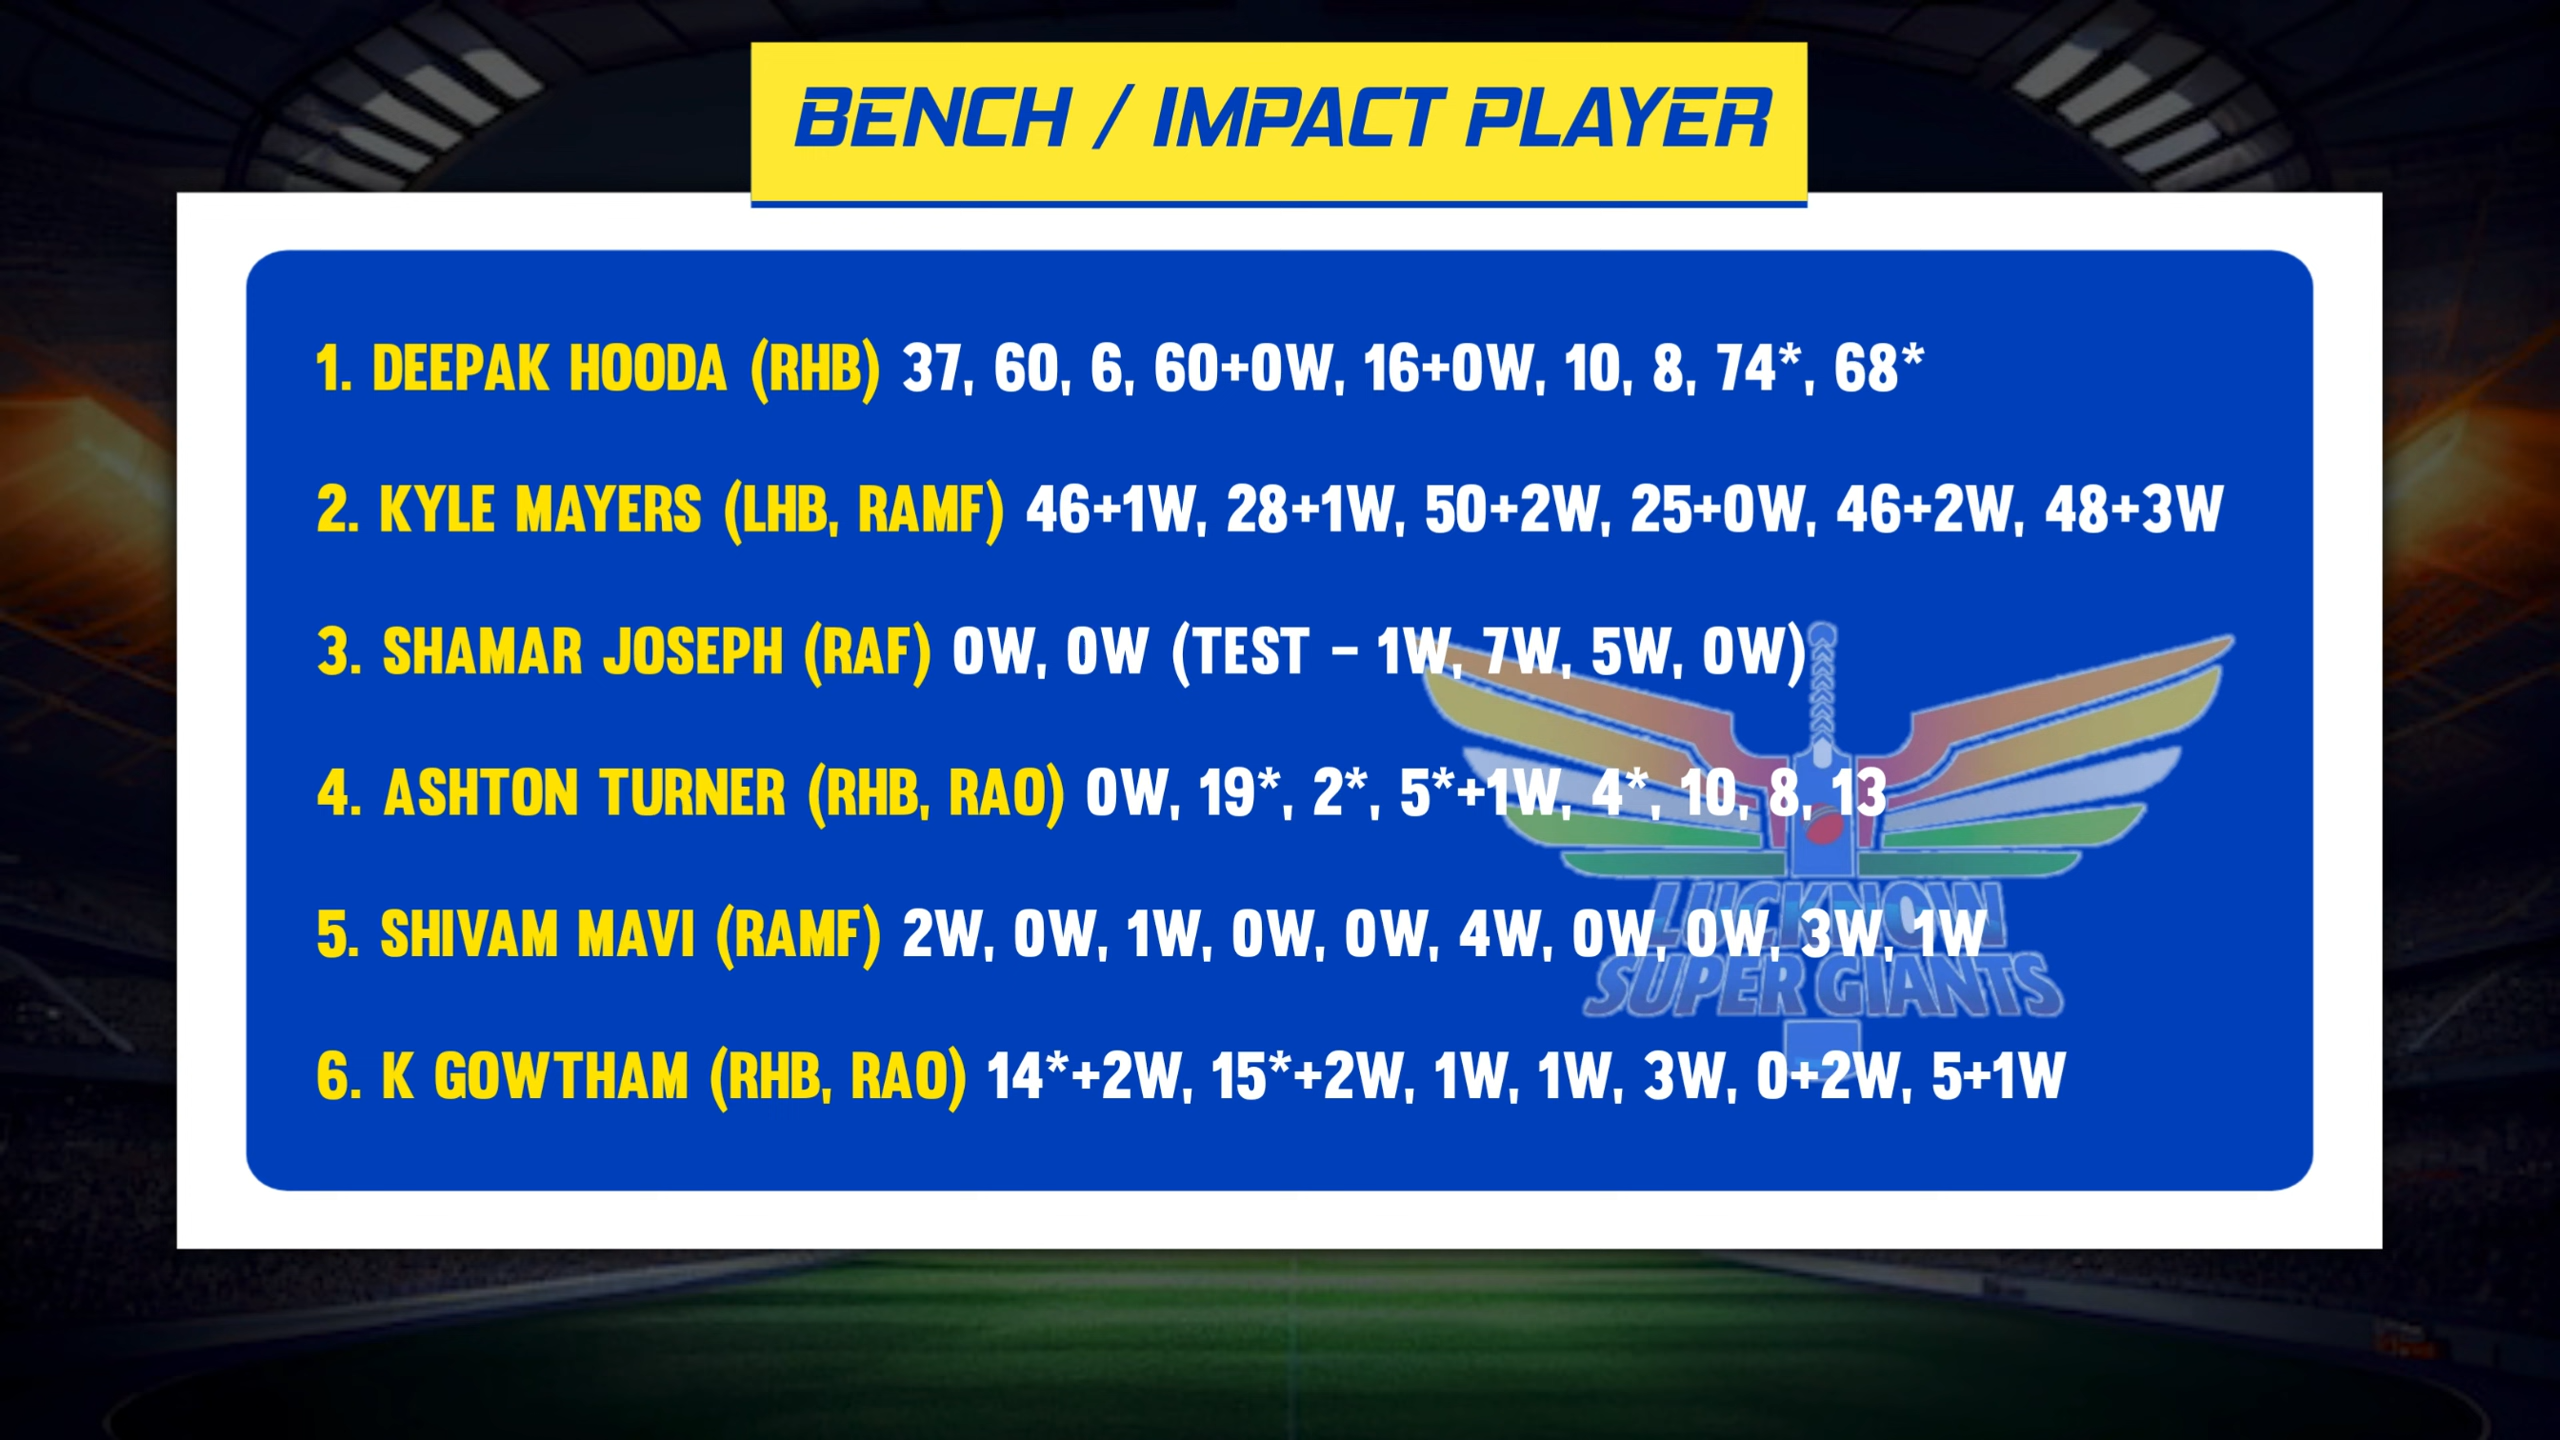 BENCH / IMPACT PLAYER
1. DEEPAK HOODA (RHB) 37, 60, 6, 60+0W, 16+0W, 10, 8, 74*, 68*
2. KYLE MAYERS (LHB, RAMF) 46+1W, 28+1W, 50+2W, 25+0W, 46+2W, 48+3W
3. SHAMAR JOSEPH (RAF) 0W, 0W (TEST – 1W, 7W, 5W, 0W)
4. ASHTON TURNER (RHB, RAO) 0W, 19*, 2*, 5*+1W, 4*, 10, 8, 13
5. SHIVAM MAVI (RAMF) 2W, 0W, 1W, 0W, 0W, 4W, 0W, 0W, 3W, 1W
6. K GOWTHAM (RHB, RAO) 14*+2W, 15*+2W, 1W, 1W, 3W, 0+2W, 5+1W
LUCKNOW
SUPER GIANTS